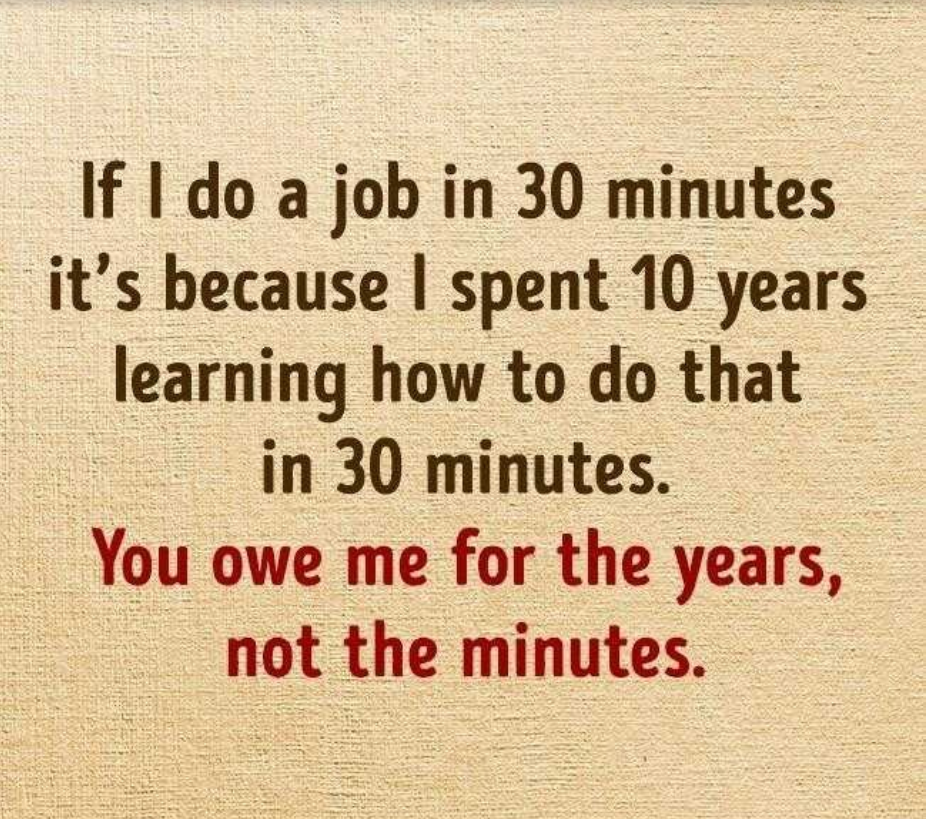 If I do a job in 30 minutes
it’s because I spent 10 years
learning how to do that
in 30 minutes.
You owe me for the years,
not the minutes.